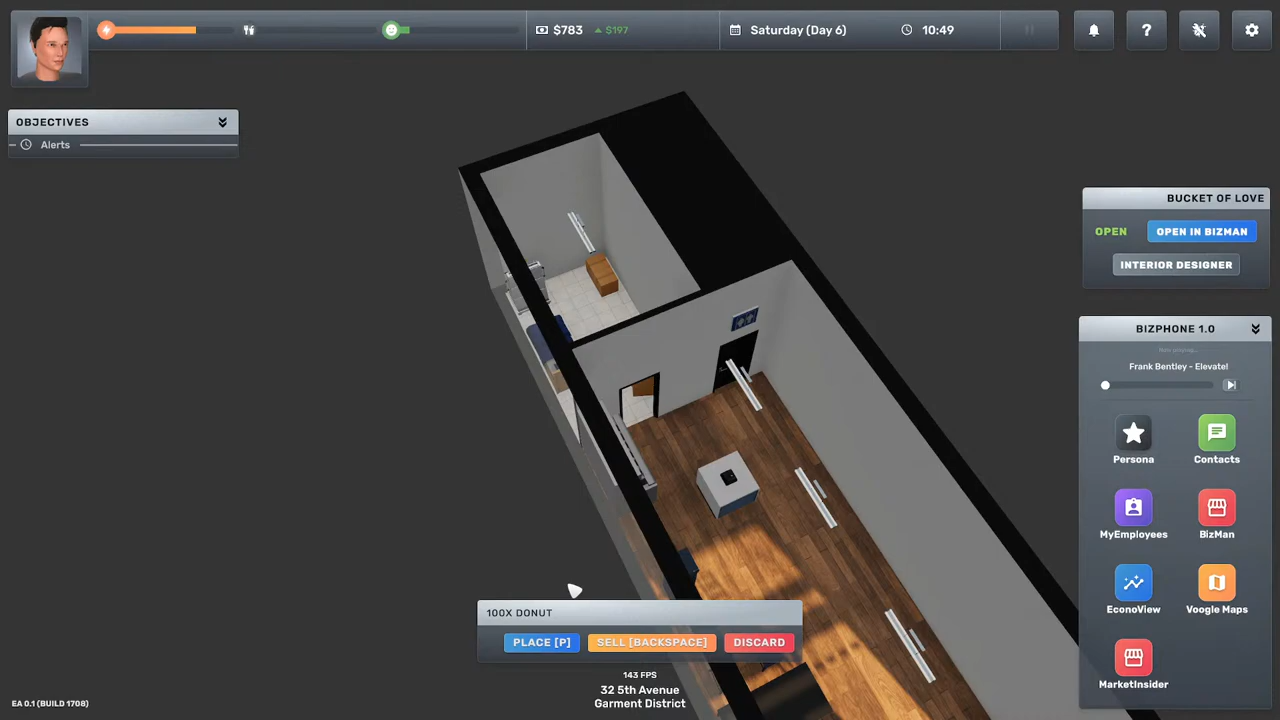 $783
$197
Saturday (Day 6)
10:49
?
OBJECTIVES
Alerts
BUCKET OF LOVE
OPEN
OPEN IN BIZMAN
INTERIOR DESIGNER
BIZPHONE 1.0
Now playing...
Frank Bentley - Elevate!
Persona
Contacts
MyEmployees
BizMan
EconoView
Voogle Maps
MarketInsider
100X DONUT
PLACE [P]
SELL [BACKSPACE]
DISCARD
143 FPS
32 5th Avenue
Garment District
EA 0.1 (BUILD 1708)